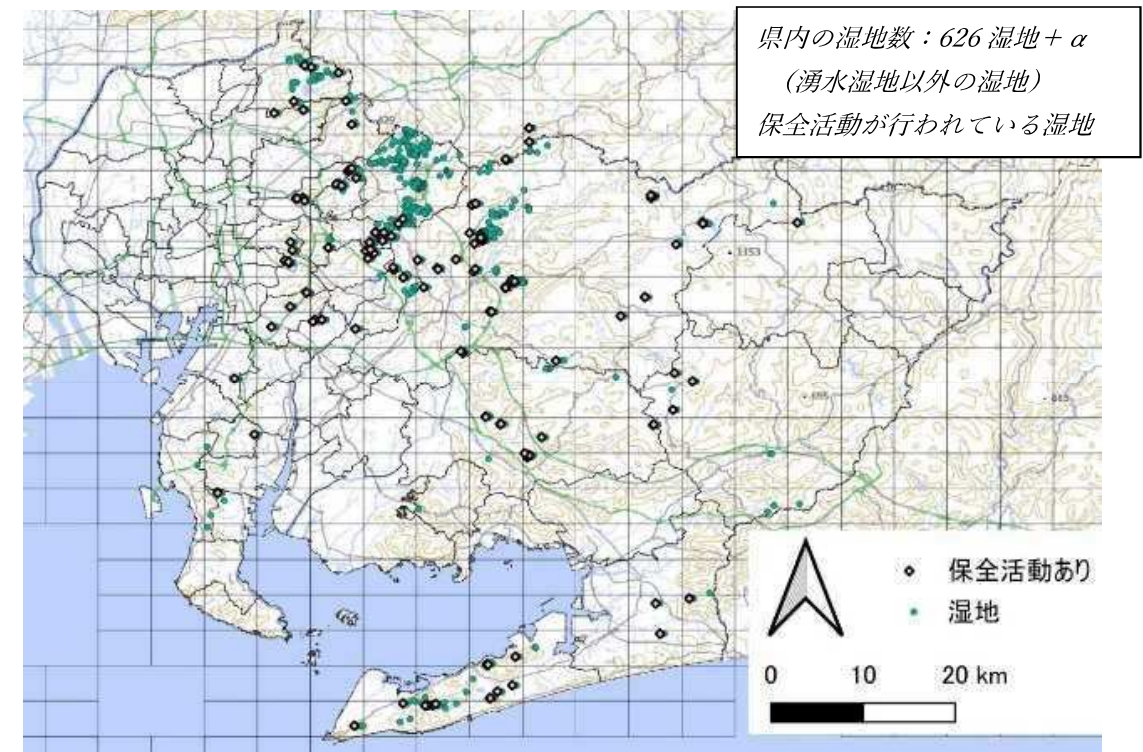 県内の湿地数：626 湿地＋α
（湧水湿地以外の湿地）
保全活動が行われている湿地
1153
保全活動あり
湿地
0 10 20 km